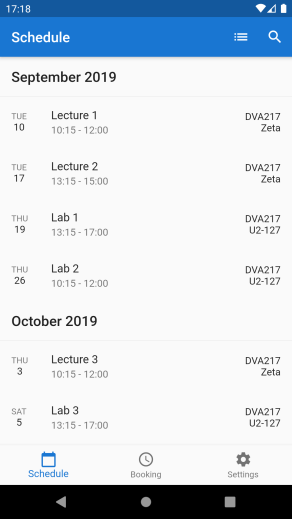 17:18
Schedule
September 2019
TUE
10
Lecture 1
10:15 - 12:00
DVA217
Zeta
TUE
17
Lecture 2
13:15 - 15:00
DVA217
Zeta
THU
19
Lab 1
13:15 - 17:00
DVA217
U2-127
THU
26
Lab 2
10:15 - 12:00
DVA217
U2-127
October 2019
THU
3
Lecture 3
10:15 - 12:00
DVA217
Zeta
SAT
5
Lab 3
13:15 - 17:00
DVA217
U2-127
Schedule
Booking
Settings